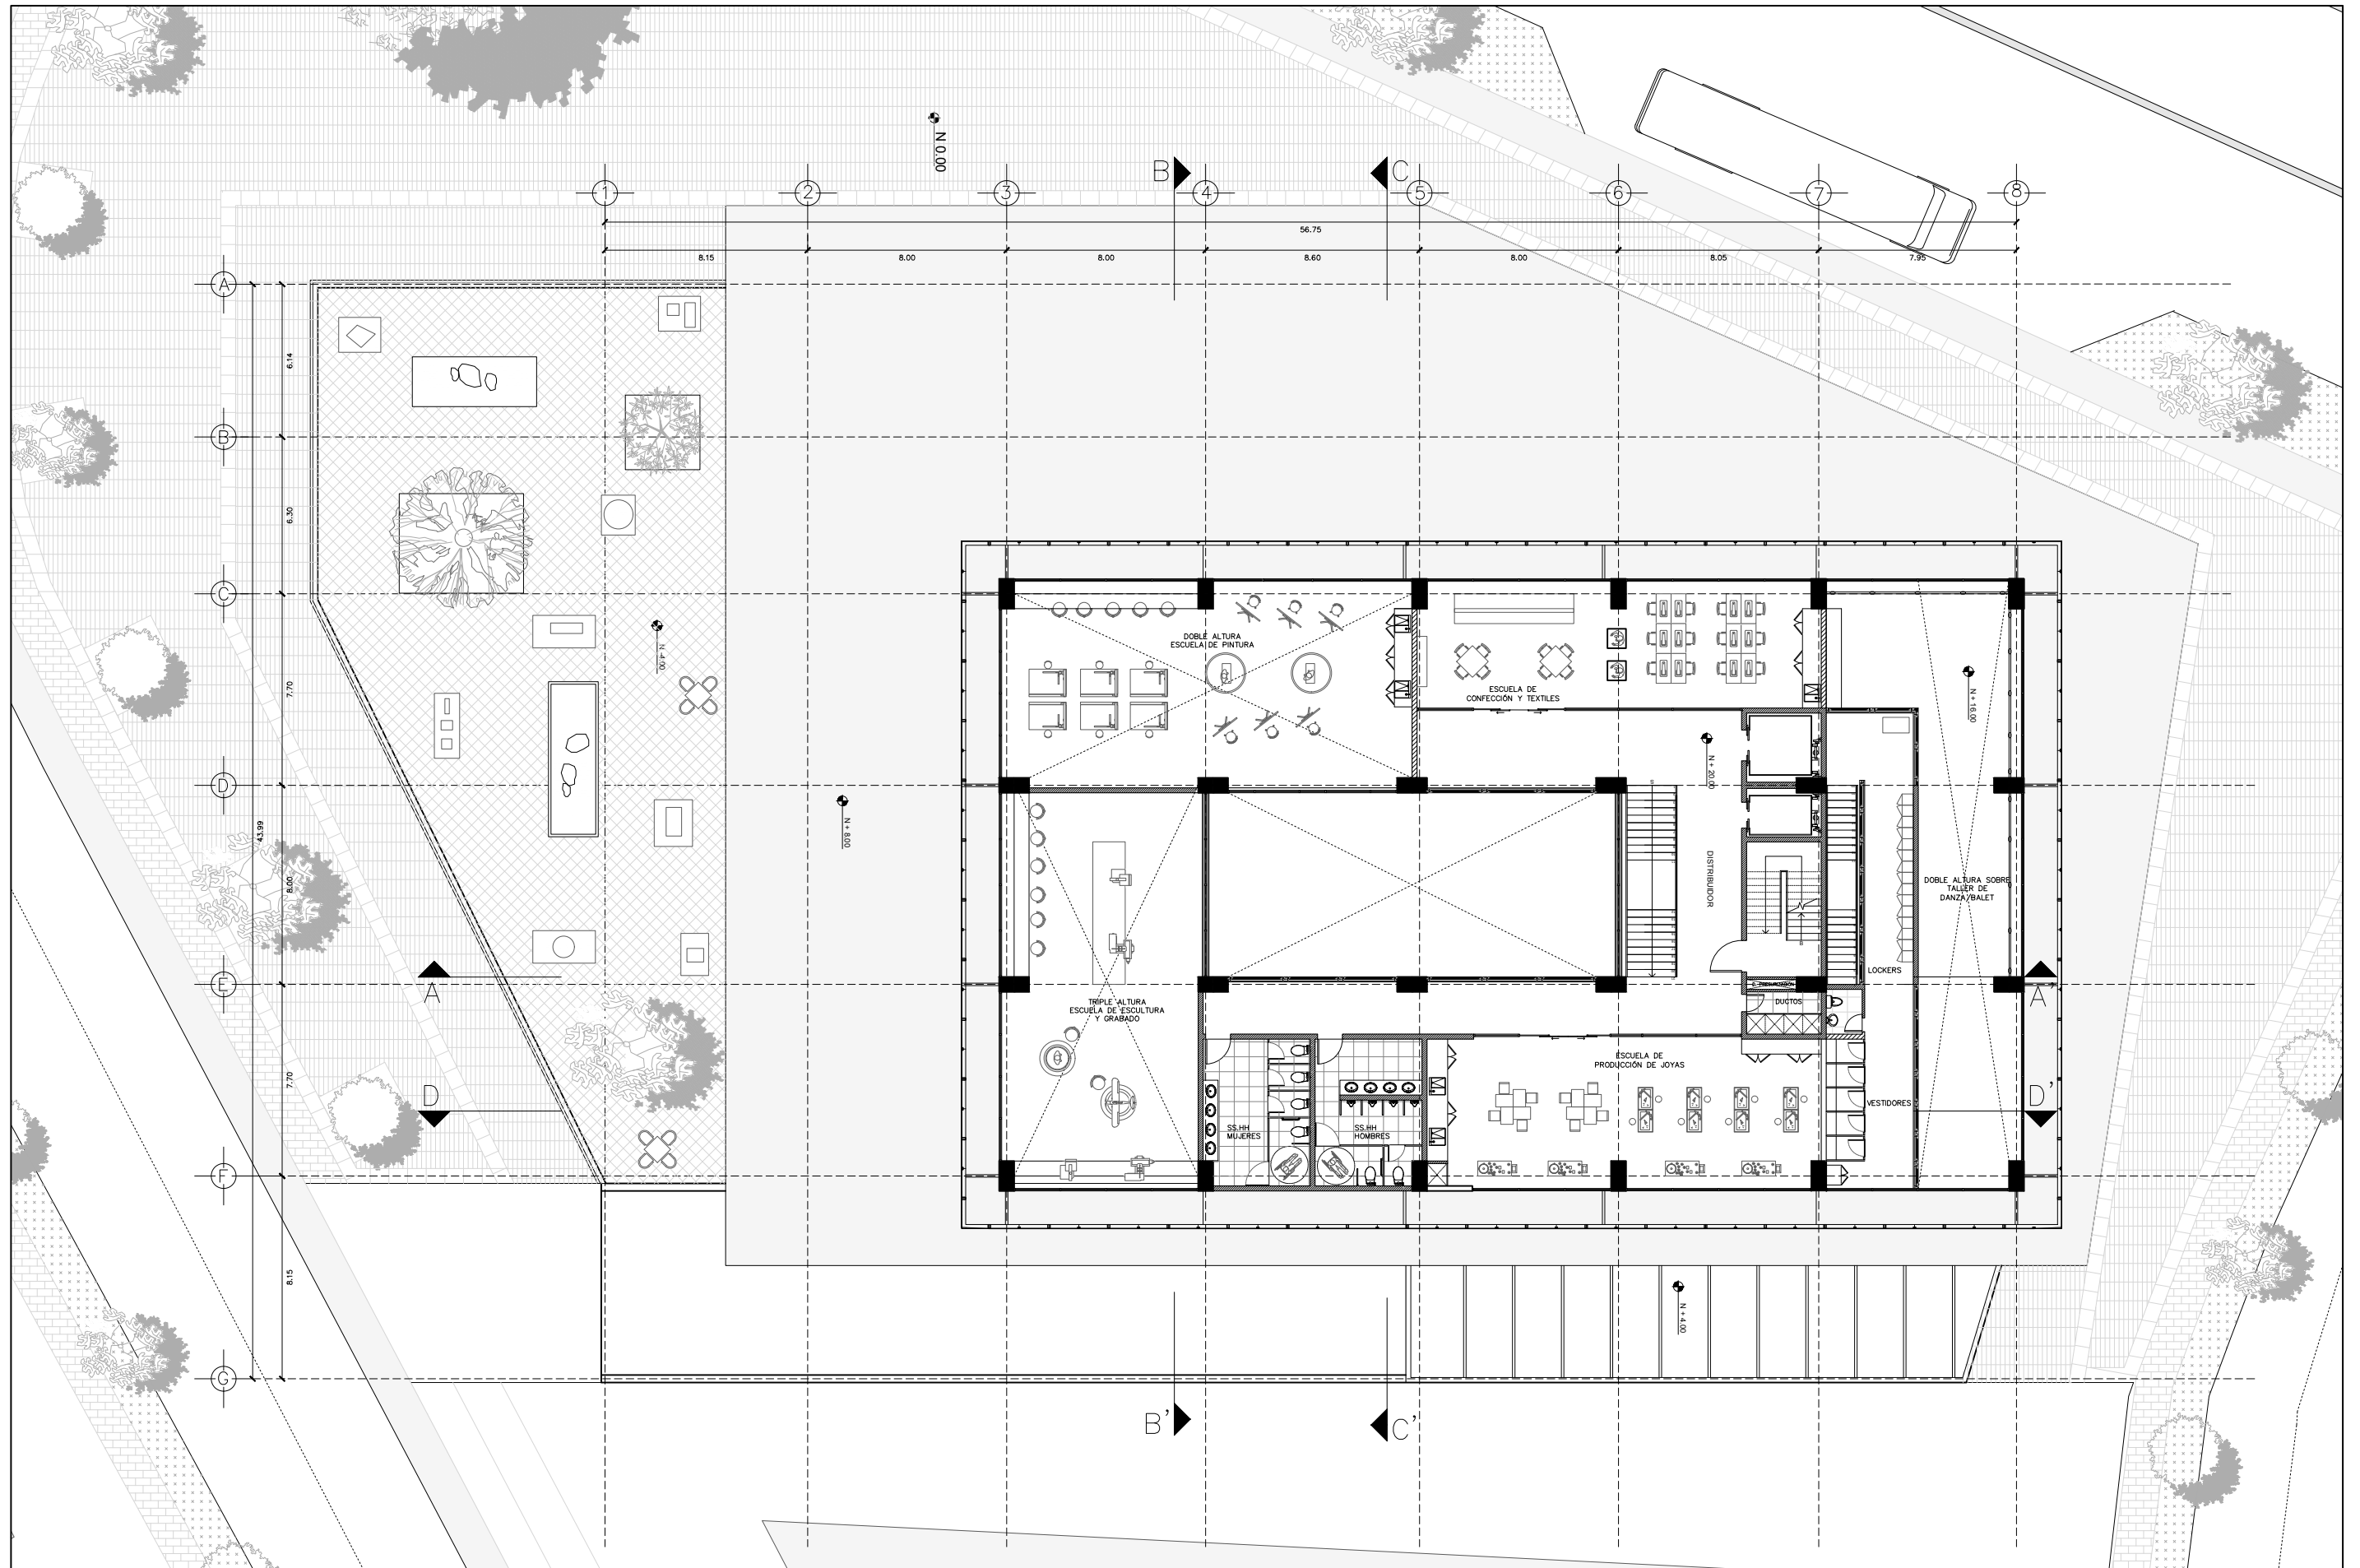 N 0.00
B
C
1
2
3
4
5
6
7
8
56.75
8.15
8.00
8.00
8.60
8.00
8.05
7.95
A
6.14
B
6.30
C
7.70
D
43.99
8.00
E
7.70
F
8.15
G
N -4.00
N + 8.00
DOBLE ALTURA
ESCUELA DE PINTURA
ESCUELA DE
CONFECCIÓN Y TEXTILES
N + 16.00
N + 20.00
DISTRIBUIDOR
DOBLE ALTURA SOBRE
TALLER DE
DANZA/BALET
LOCKERS
DUCTOS
TRIPLE ALTURA
ESCUELA DE ESCULTURA
Y GRABADO
ESCUELA DE
PRODUCCIÓN DE JOYAS
SS.HH
MUJERES
SS.HH
HOMBRES
VESTIDORES
A
A'
D
D'
N + 4.00
B'
C'